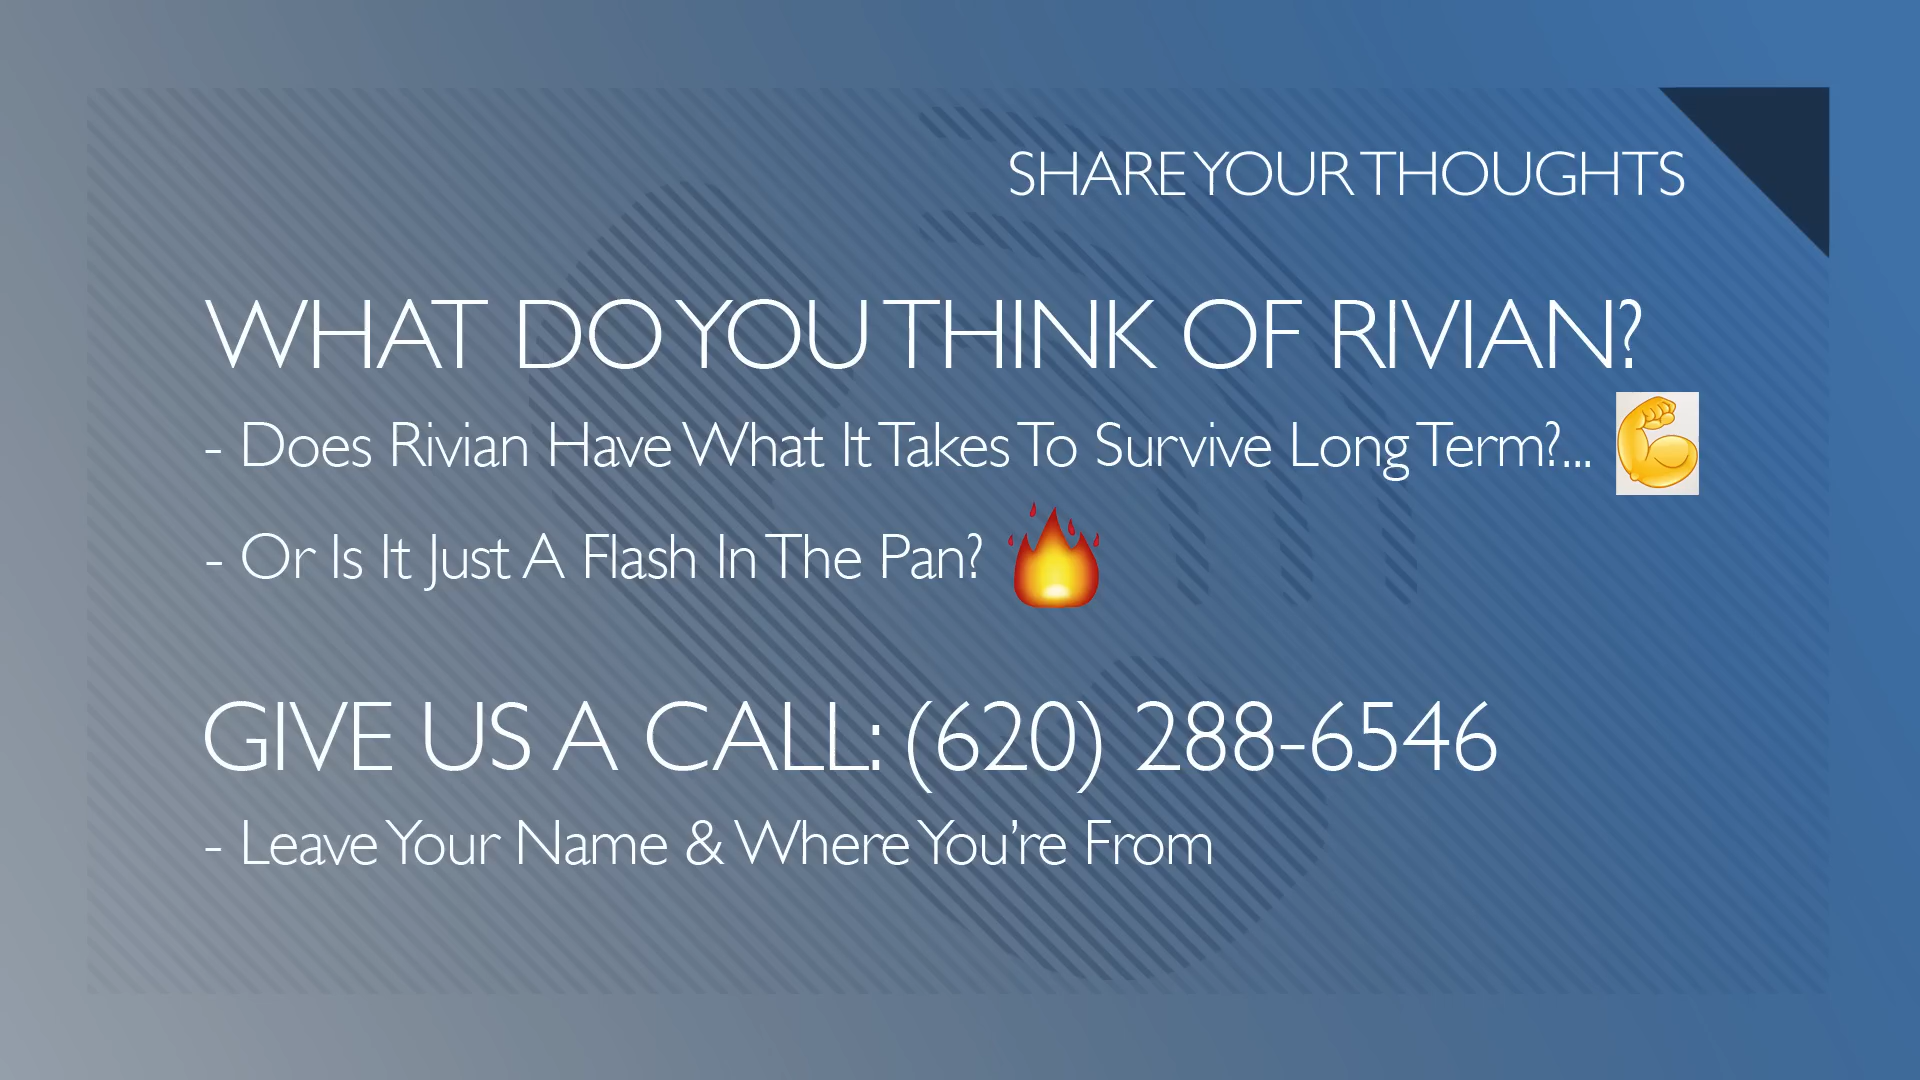 SHARE YOUR THOUGHTS
WHAT DO YOU THINK OF RIVIAN?
- Does Rivian Have What It Takes To Survive Long Term?...
- Or Is It Just A Flash In The Pan?
GIVE US A CALL: (620) 288-6546
- Leave Your Name & Where You’re From